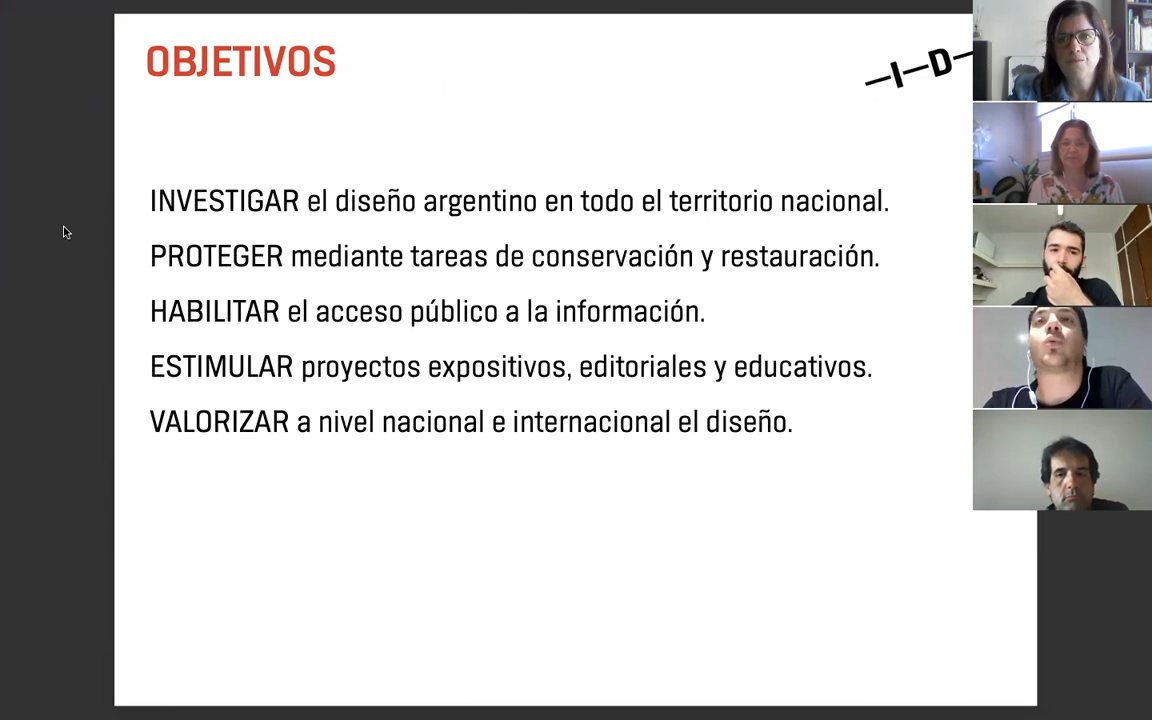 OBJETIVOS
—I—D—
INVESTIGAR el diseño argentino en todo el territorio nacional.
PROTEGER mediante tareas de conservación y restauración.
HABILITAR el acceso público a la información.
ESTIMULAR proyectos expositivos, editoriales y educativos.
VALORIZAR a nivel nacional e internacional el diseño.